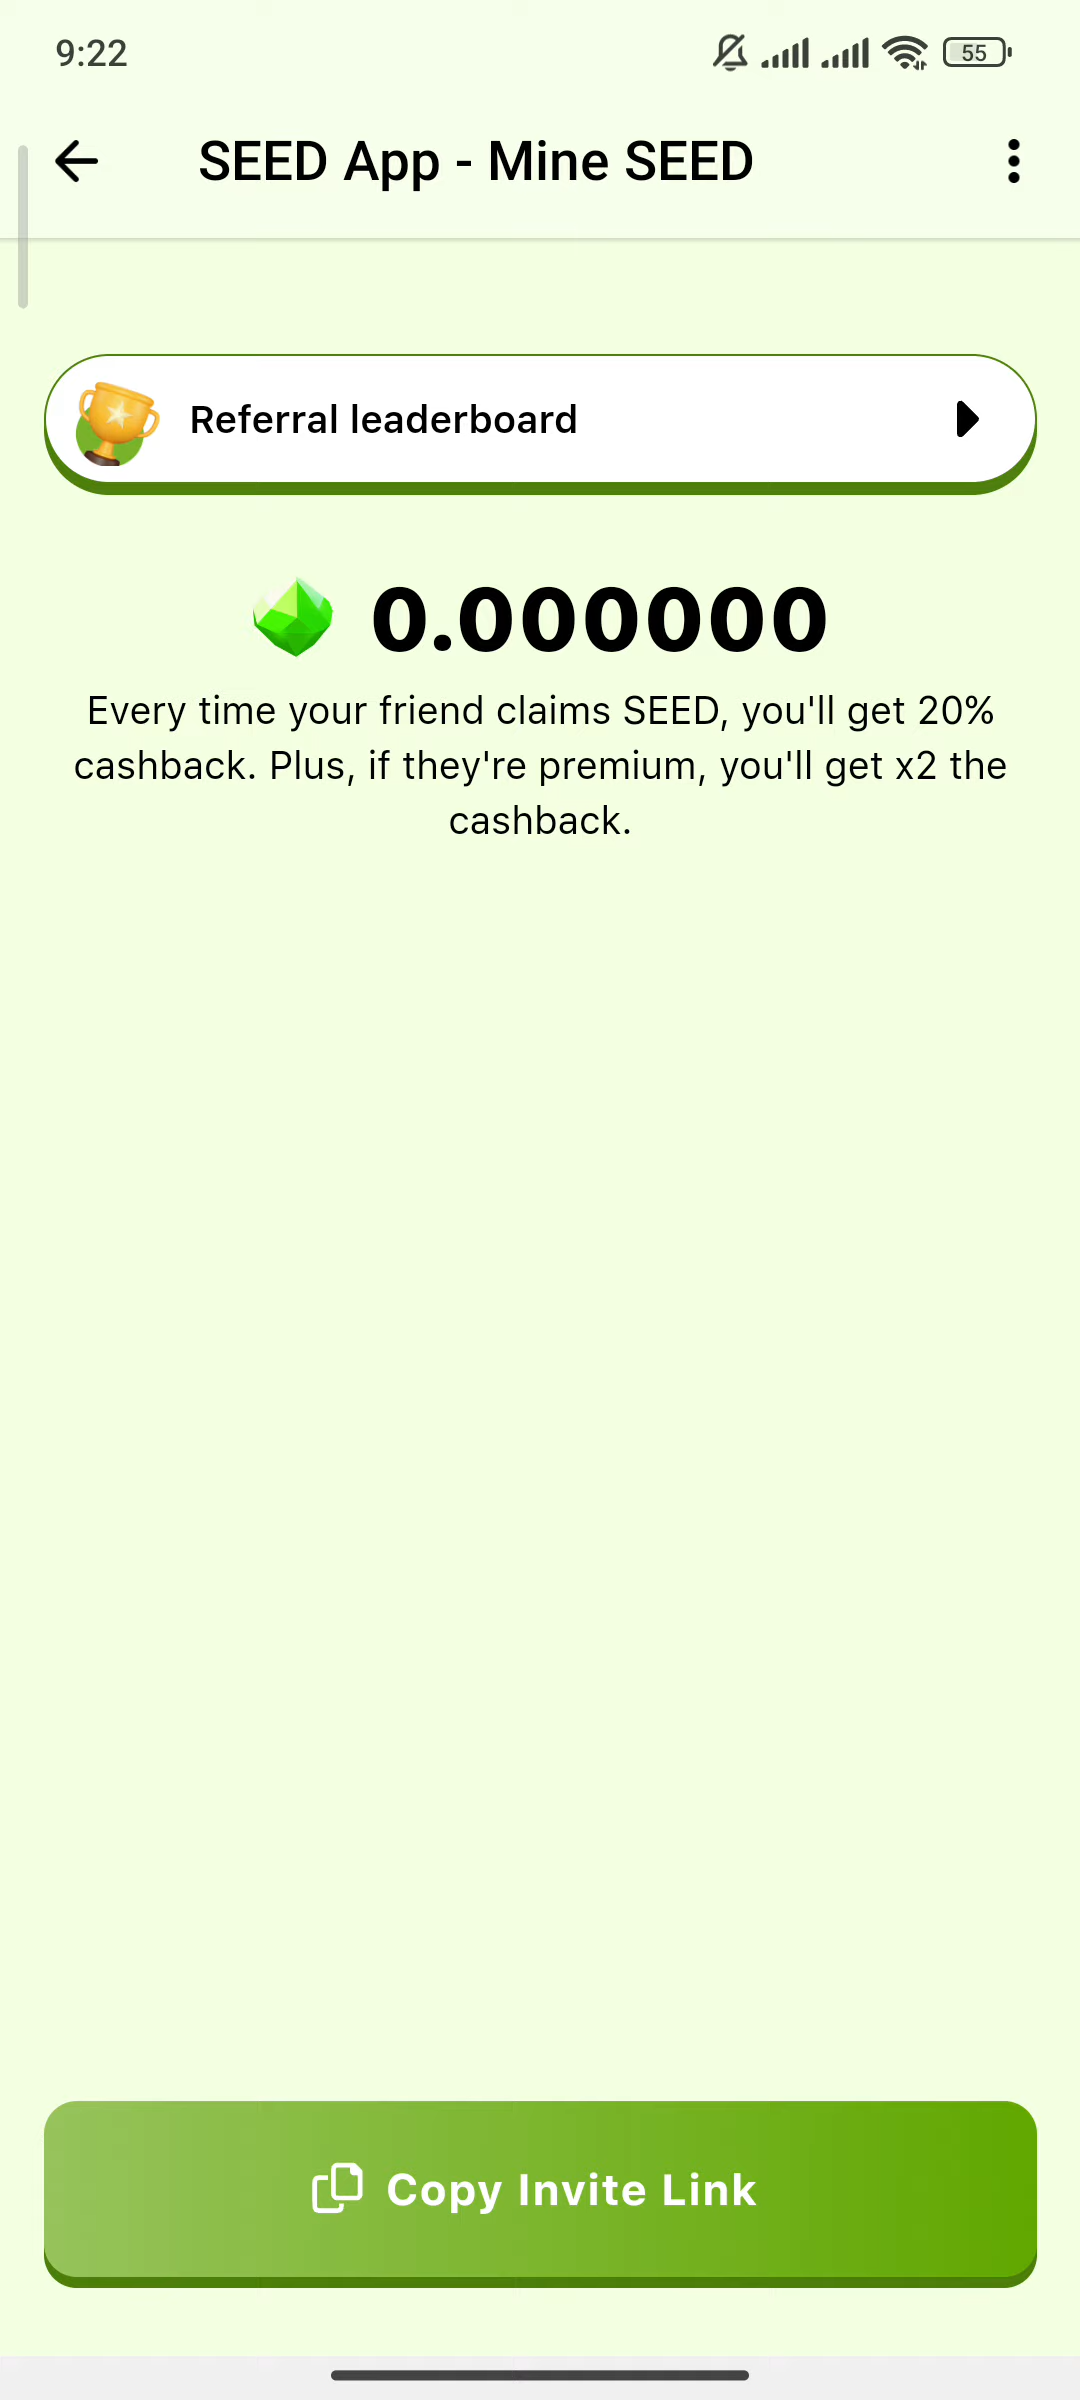 9:22
55
SEED App - Mine SEED
Referral leaderboard
0.000000
Every time your friend claims SEED, you'll get 20%
cashback. Plus, if they're premium, you'll get x2 the
cashback.
Copy Invite Link